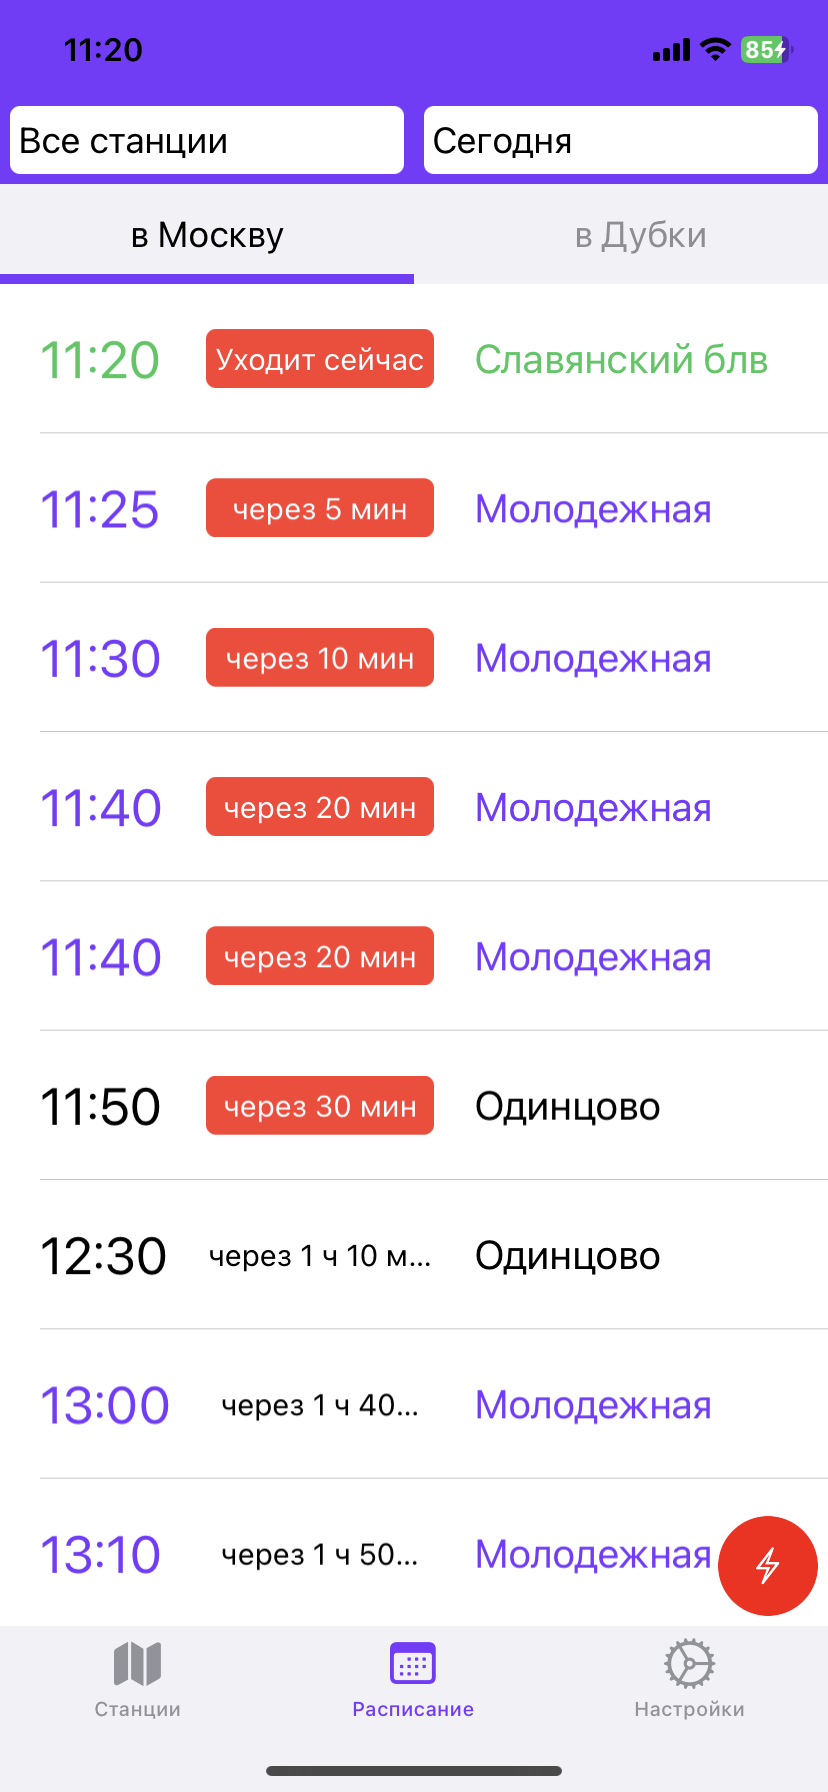 11:20 85
Все станции Сегодня
в Москву в Дубки
11:20 Уходит сейчас Славянский блв
11:25 через 5 мин Молодежная
11:30 через 10 мин Молодежная
11:40 через 20 мин Молодежная
11:40 через 20 мин Молодежная
11:50 через 30 мин Одинцово
12:30 через 1 ч 10 м... Одинцово
13:00 через 1 ч 40... Молодежная
13:10 через 1 ч 50... Молодежная
Станции Расписание Настройки